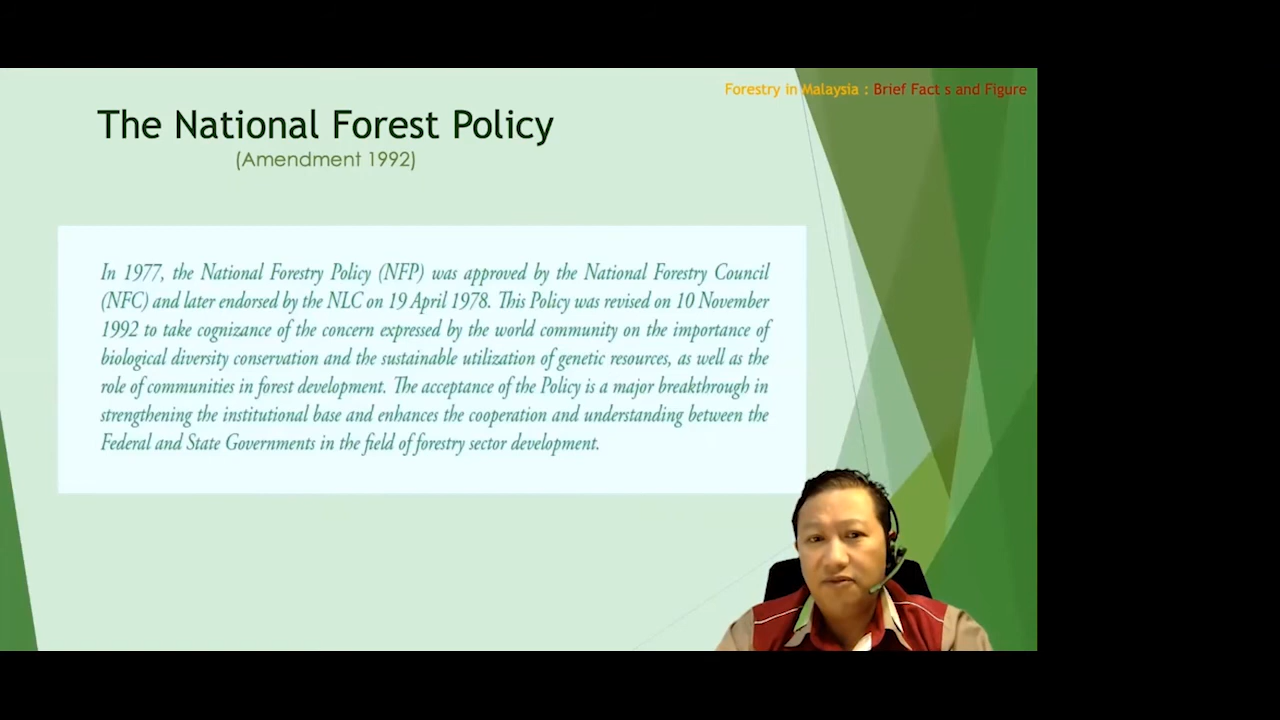 Forestry in Malaysia : Brief Fact s and Figure
The National Forest Policy
(Amendment 1992)
In 1977, the National Forestry Policy (NFP) was approved by the National Forestry Council
(NFC) and later endorsed by the NLC on 19 April 1978. This Policy was revised on 10 November
1992 to take cognizance of the concern expressed by the world community on the importance of
biological diversity conservation and the sustainable utilization of genetic resources, as well as the
role of communities in forest development. The acceptance of the Policy is a major breakthrough in
strengthening the institutional base and enhances the cooperation and understanding between the
Federal and State Governments in the field of forestry sector development.